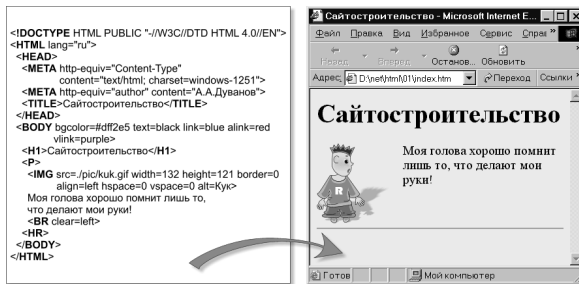 <!DOCTYPE HTML PUBLIC "-//W3C//DTD HTML 4.0//EN">
<HTML lang="ru">
<HEAD>
<META http-equiv="Content-Type"
content="text/html; charset=windows-1251">
<META http-equiv="author" content="А.А.Дуванов">
<TITLE>Сайтостроительство</TITLE>
</HEAD>
<BODY bgcolor=#dff2e5 text=black link=blue alink=red
vlink=purple>
<H1>Сайтостроительство</H1>
<P>
<IMG src=./pic/kuk.gif width=132 height=121 border=0
align=left hspace=0 vspace=0 alt=Кук>
Моя голова хорошо помнит лишь то,
что делают мои руки!
<BR clear=left>
<HR>
</BODY>
</HTML>
Сайтостроительство - Microsoft Internet E...
Файл Правка Вид Избранное Сервис Справ »
Назад Вперед Останов... Обновить »
Адрес: D:\net\html\01\index.htm Переход Ссылки »
Сайтостроительство
R
Моя голова хорошо помнит
лишь то, что делают мои
руки!
Готов Мой компьютер